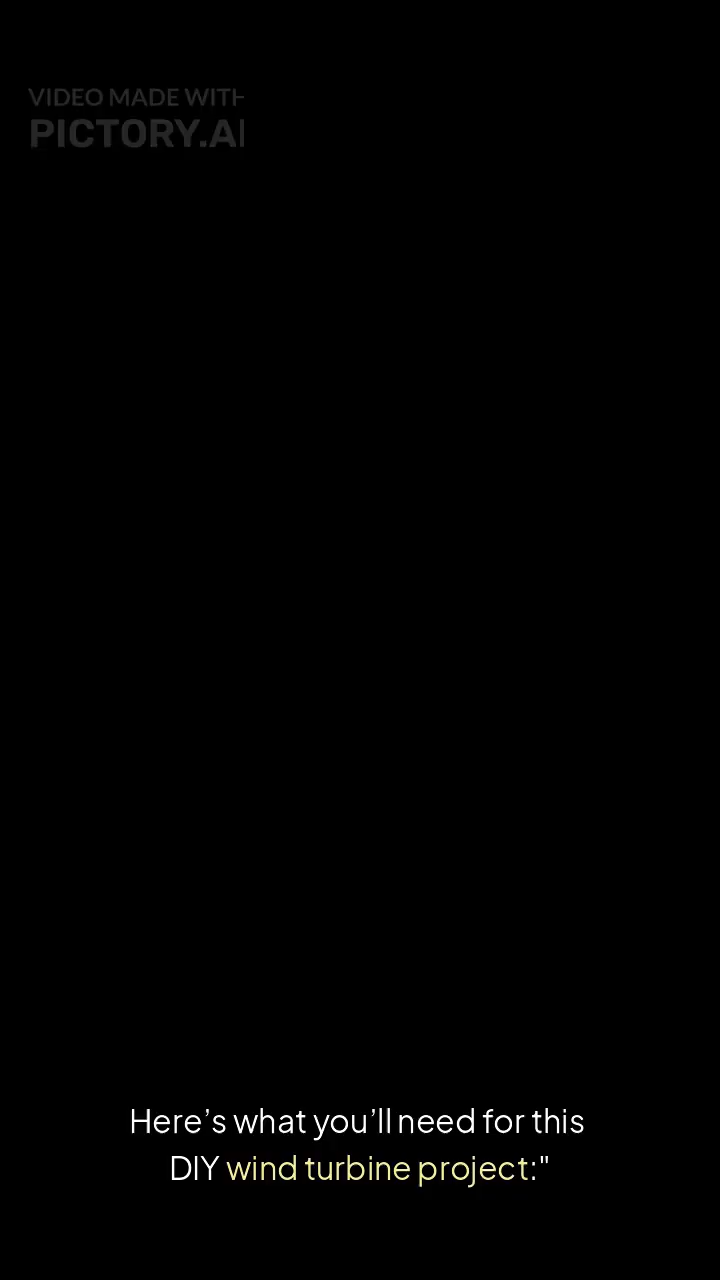 VIDEO MADE WITH
PICTORY.AI
Here’s what you’ll need for this
DIY wind turbine project:"